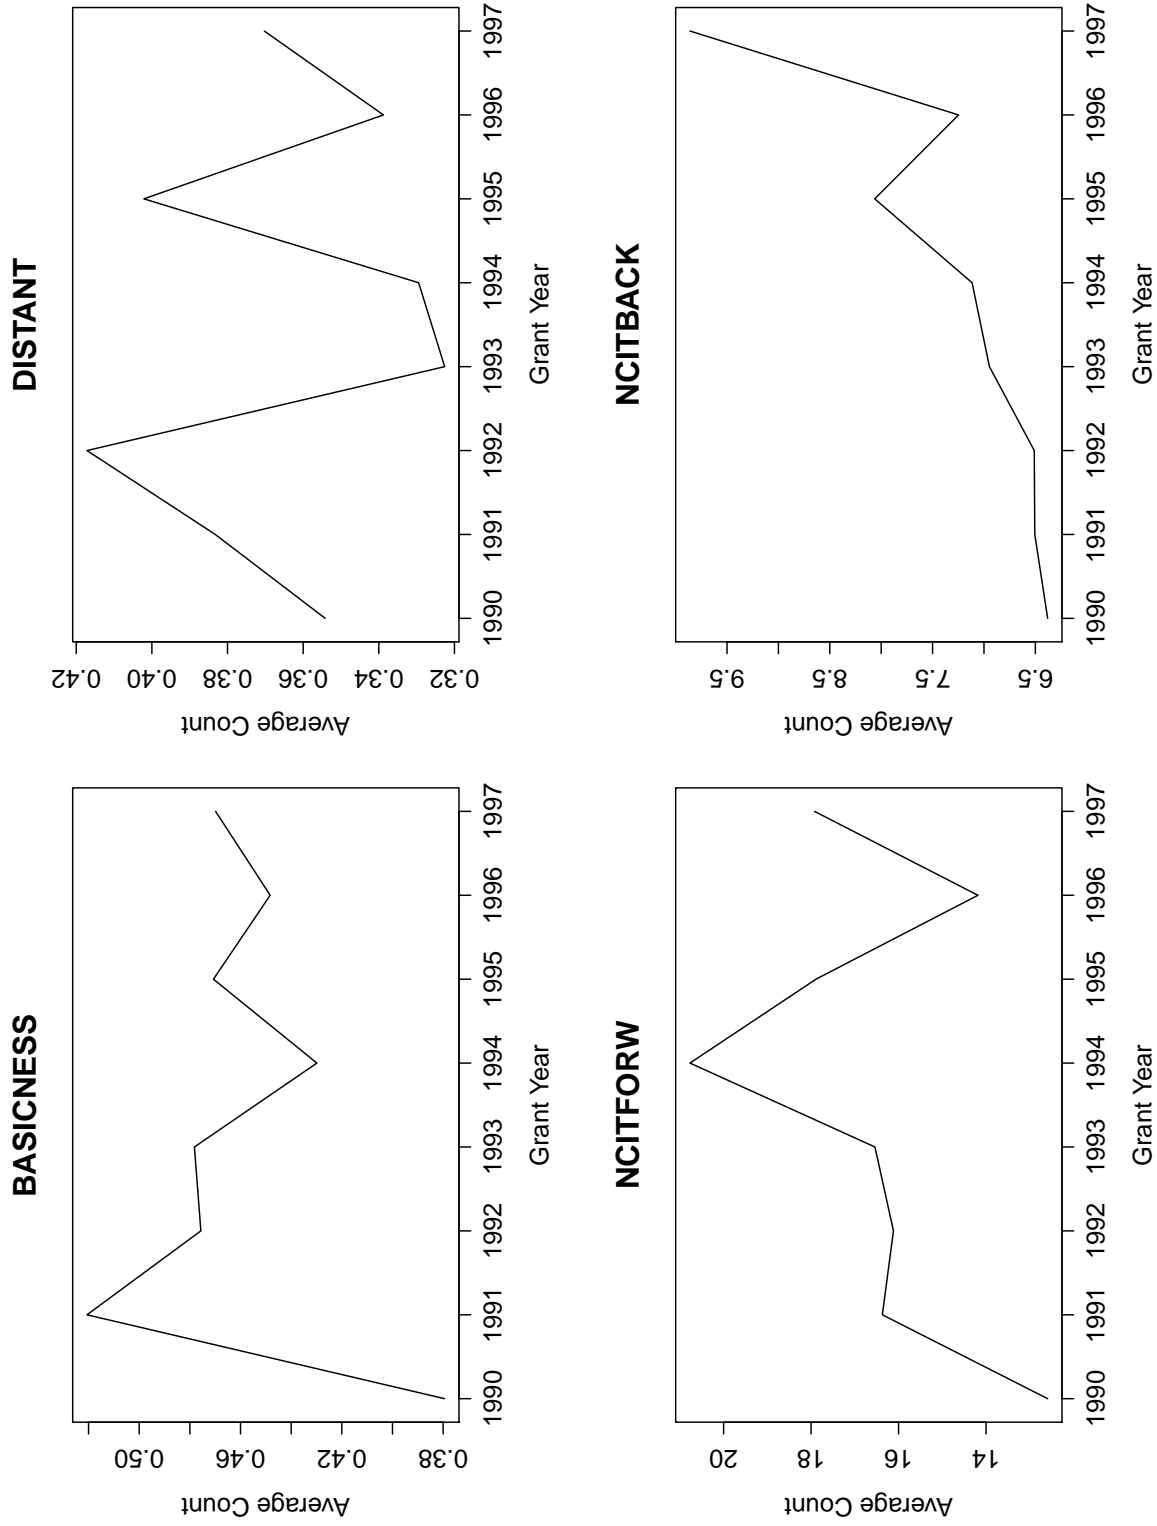 BASICNESS
Average Count
0.38
0.42
0.46
0.50
1990 1991 1992 1993 1994 1995 1996 1997
Grant Year
DISTANT
Average Count
0.32
0.34
0.36
0.38
0.40
0.42
1990 1991 1992 1993 1994 1995 1996 1997
Grant Year
NCITFORW
Average Count
14
16
18
20
1990 1991 1992 1993 1994 1995 1996 1997
Grant Year
NCITBACK
Average Count
6.5
7.5
8.5
9.5
1990 1991 1992 1993 1994 1995 1996 1997
Grant Year